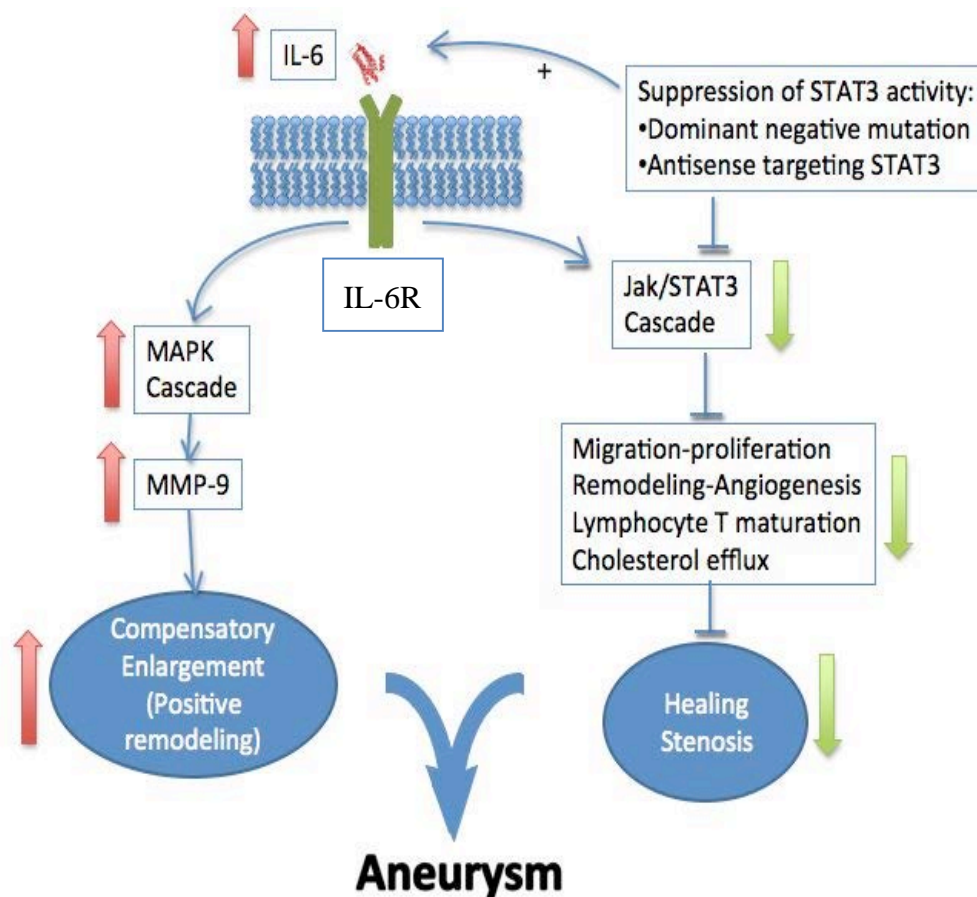 IL-6
+
Suppression of STAT3 activity:
•Dominant negative mutation
•Antisense targeting STAT3
IL-6R
Jak/STAT3
Cascade
MAPK
Cascade
MMP-9
Migration-proliferation
Remodeling-Angiogenesis
Lymphocyte T maturation
Cholesterol efflux
Compensatory
Enlargement
(Positive
remodeling)
Healing
Stenosis
Aneurysm